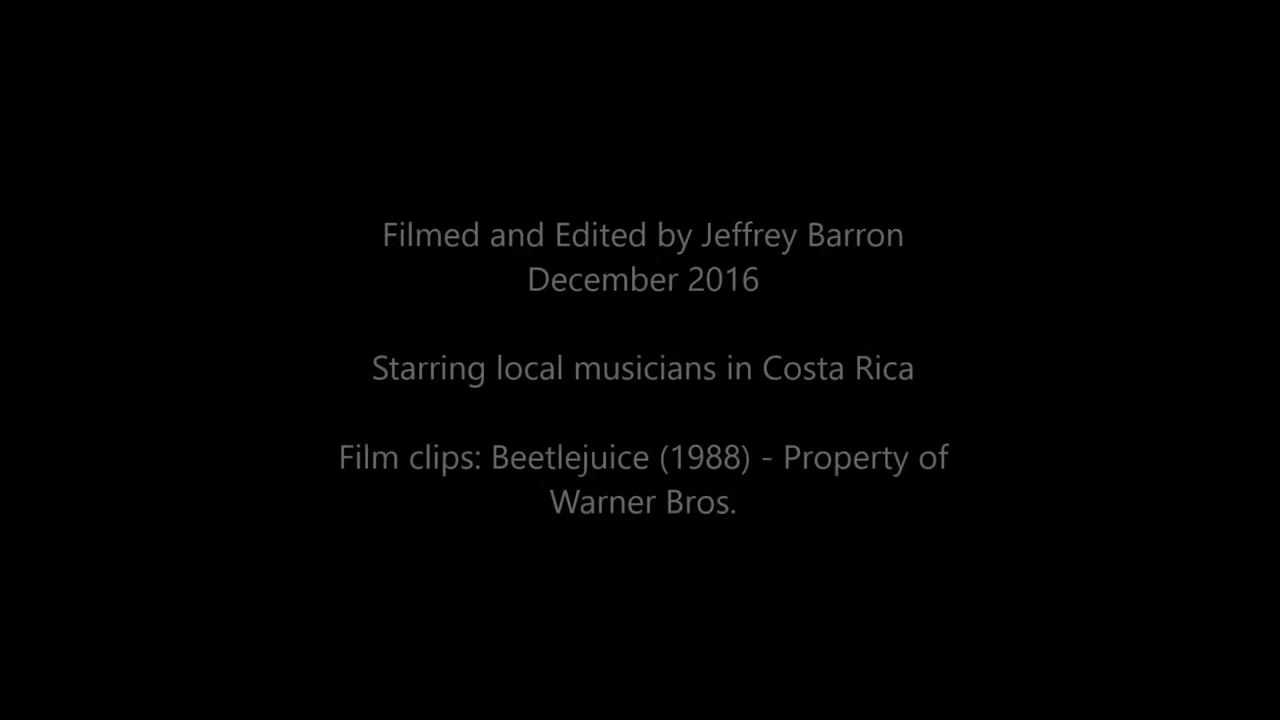 Filmed and Edited by Jeffrey Barron
December 2016
Starring local musicians in Costa Rica
Film clips: Beetlejuice (1988) - Property of
Warner Bros.